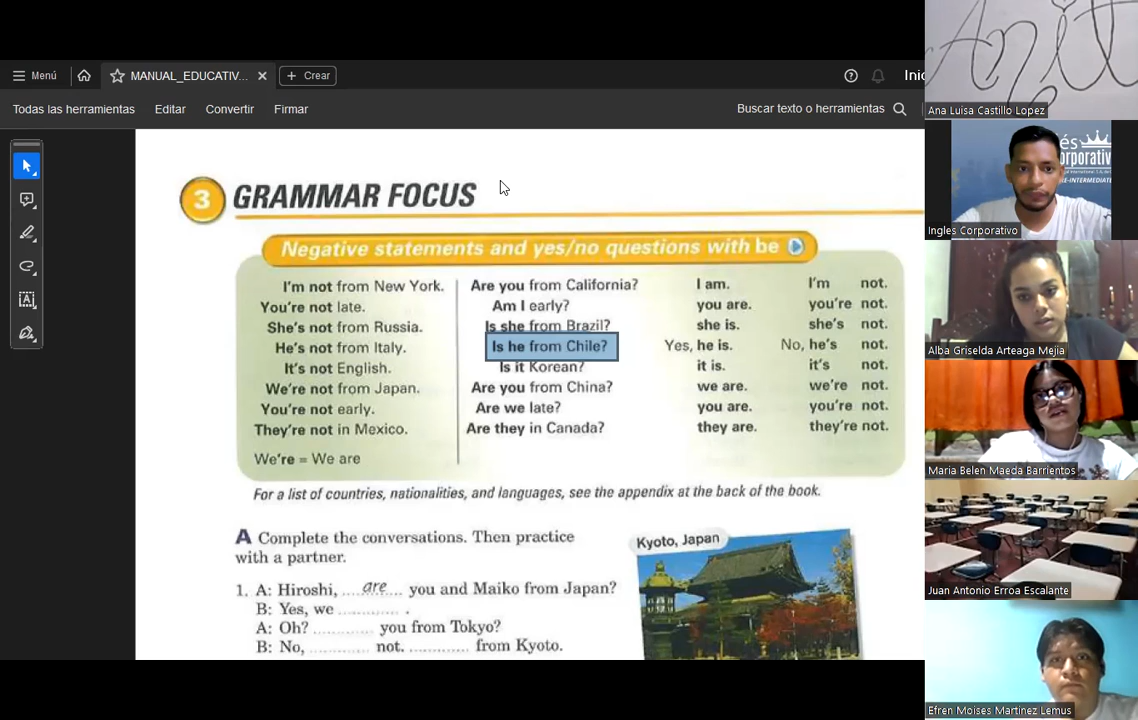 Menú
MANUAL_EDUCATIV...
Crear
Todas las herramientas
Editar
Convertir
Firmar
Buscar texto o herramientas
3 GRAMMAR FOCUS
Negative statements and yes/no questions with be
I'm not from New York.
You're not late.
She's not from Russia.
He's not from Italy.
It's not English.
We're not from Japan.
You're not early.
They're not in Mexico.
We're = We are
Are you from California?
Am I early?
Is she from Brazil?
Is he from Chile?
Is it Korean?
Are you from China?
Are we late?
Are they in Canada?
I am.
you are.
she is.
Yes, he is.
it is.
we are.
you are.
they are.
I'm not.
you're not.
she's not.
No, he's not.
it's not.
we're not.
you're not.
they're not.
For a list of countries, nationalities, and languages, see the appendix at the back of the book.
A Complete the conversations. Then practice
with a partner.
1. A: Hiroshi, ....are.... you and Maiko from Japan?
B: Yes, we ............ .
A: Oh? ............ you from Tokyo?
B: No, ............ not. ............ from Kyoto.
Kyoto, Japan
Ana Luisa Castillo Lopez
Ingles Corporativo
Alba Griselda Arteaga Mejia
Maria Belen Maeda Barrientos
Juan Antonio Erroa Escalante
Efren Moises Martinez Lemus